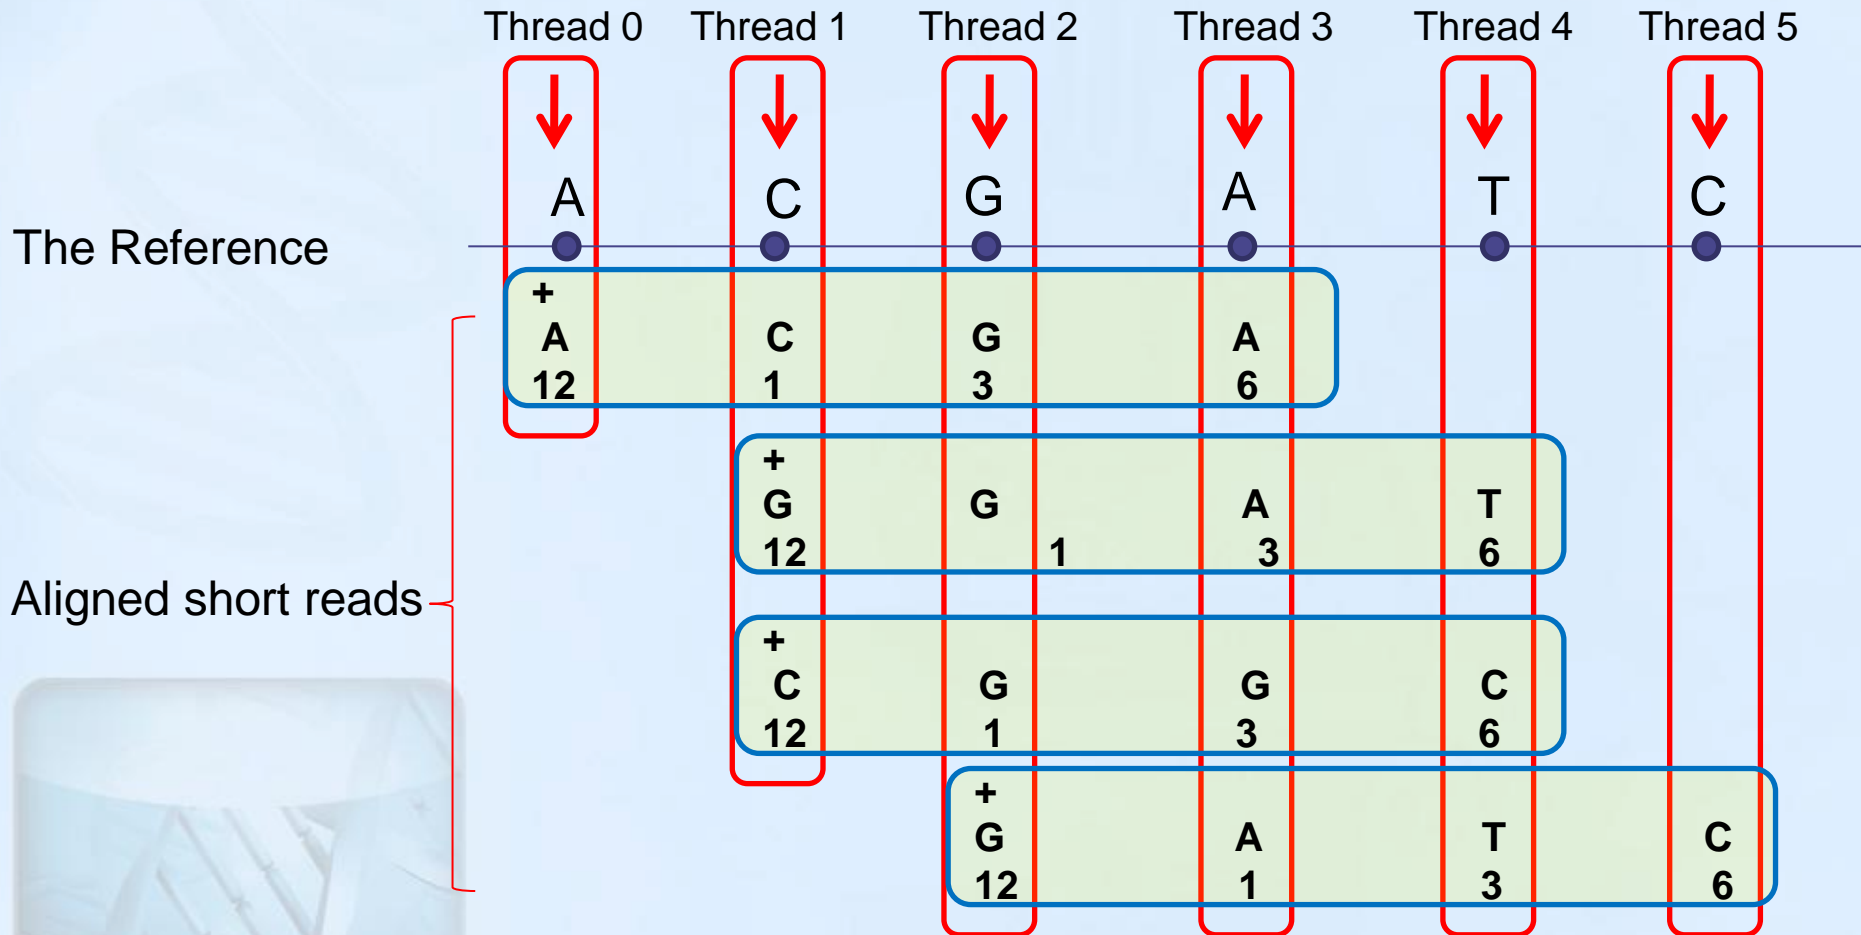 Thread 0 Thread 1 Thread 2 Thread 3 Thread 4 Thread 5
A C G A T C
The Reference
+
A C G A
12 1 3 6
+
G G A T
12 1 3 6
Aligned short reads
+
C G G C
12 1 3 6
+
G A T C
12 1 3 6